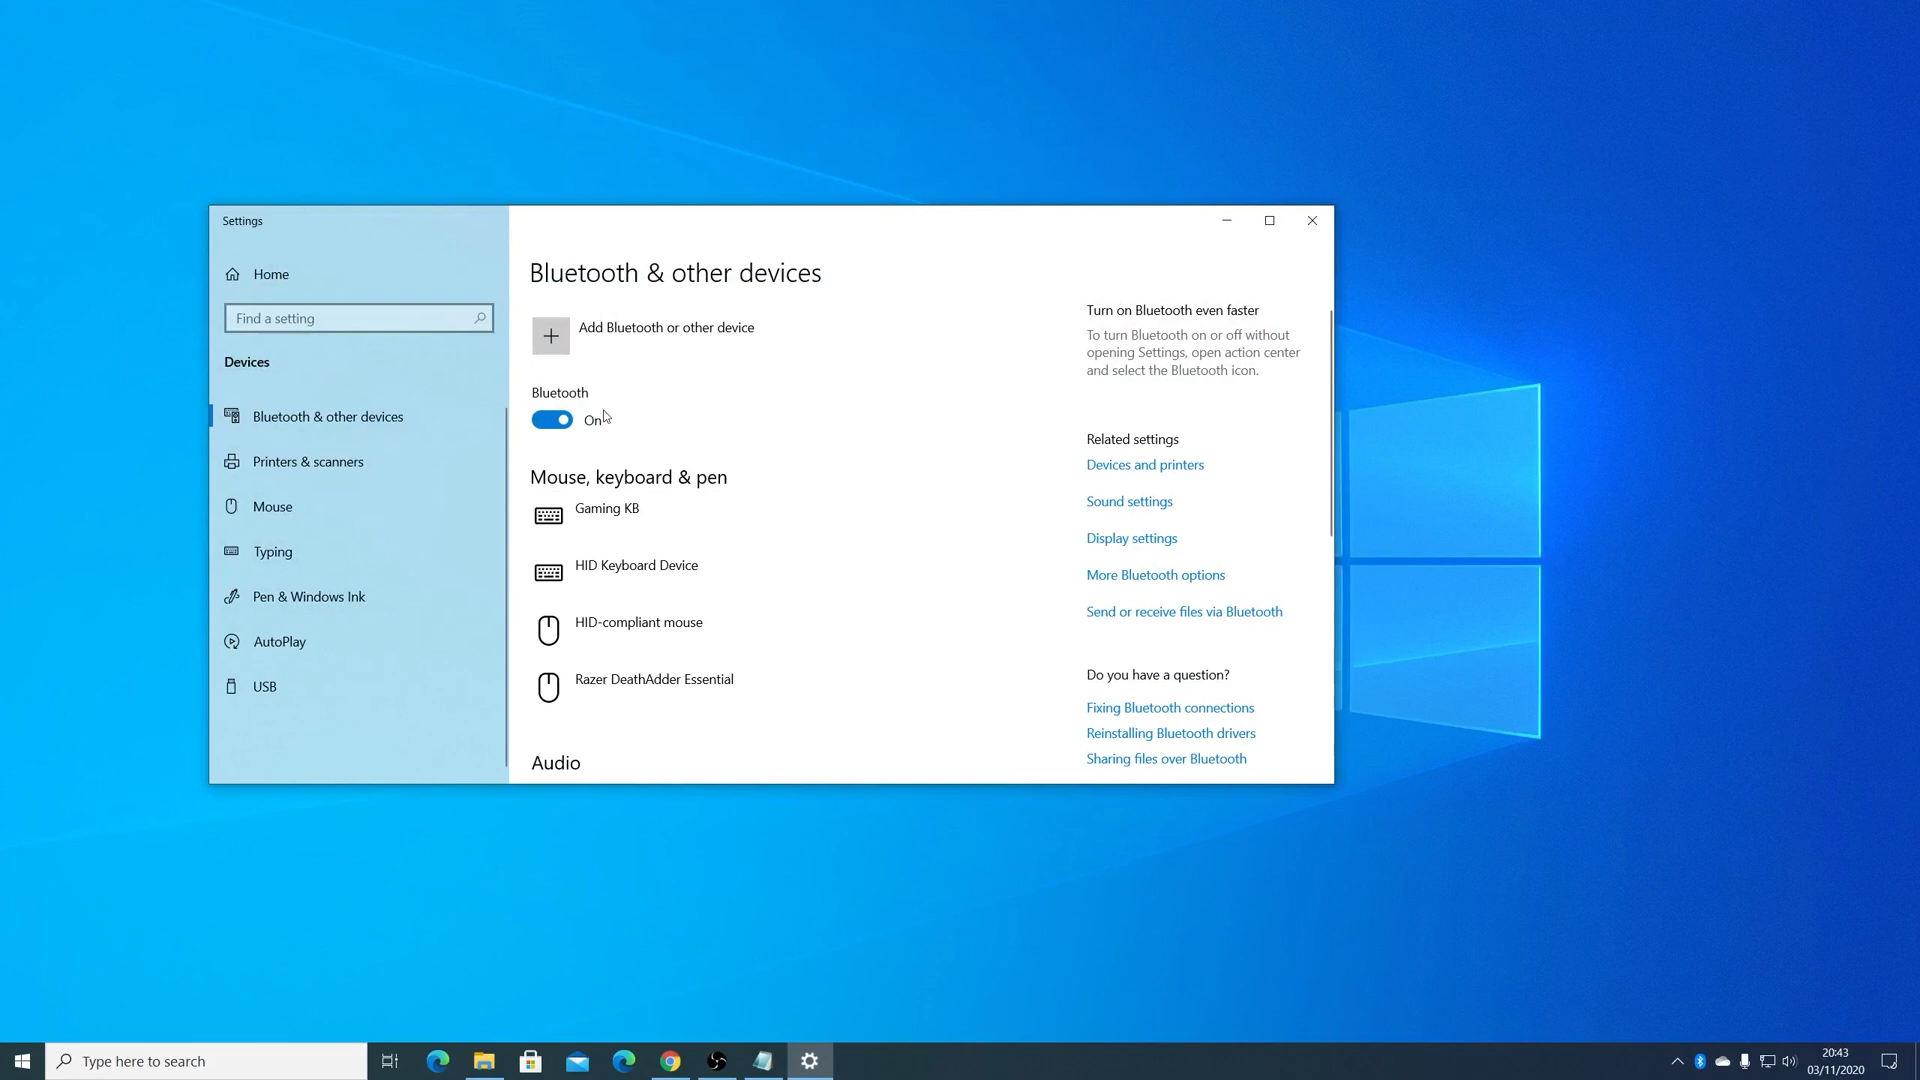 Settings
Home
Find a setting
Devices
Bluetooth & other devices
Printers & scanners
Mouse
Typing
Pen & Windows Ink
AutoPlay
USB
Bluetooth & other devices
Add Bluetooth or other device
Bluetooth
On
Mouse, keyboard & pen
Gaming KB
HID Keyboard Device
HID-compliant mouse
Razer DeathAdder Essential
Audio
Turn on Bluetooth even faster
To turn Bluetooth on or off without
opening Settings, open action center
and select the Bluetooth icon.
Related settings
Devices and printers
Sound settings
Display settings
More Bluetooth options
Send or receive files via Bluetooth
Do you have a question?
Fixing Bluetooth connections
Reinstalling Bluetooth drivers
Sharing files over Bluetooth
Type here to search
20:43
03/11/2020